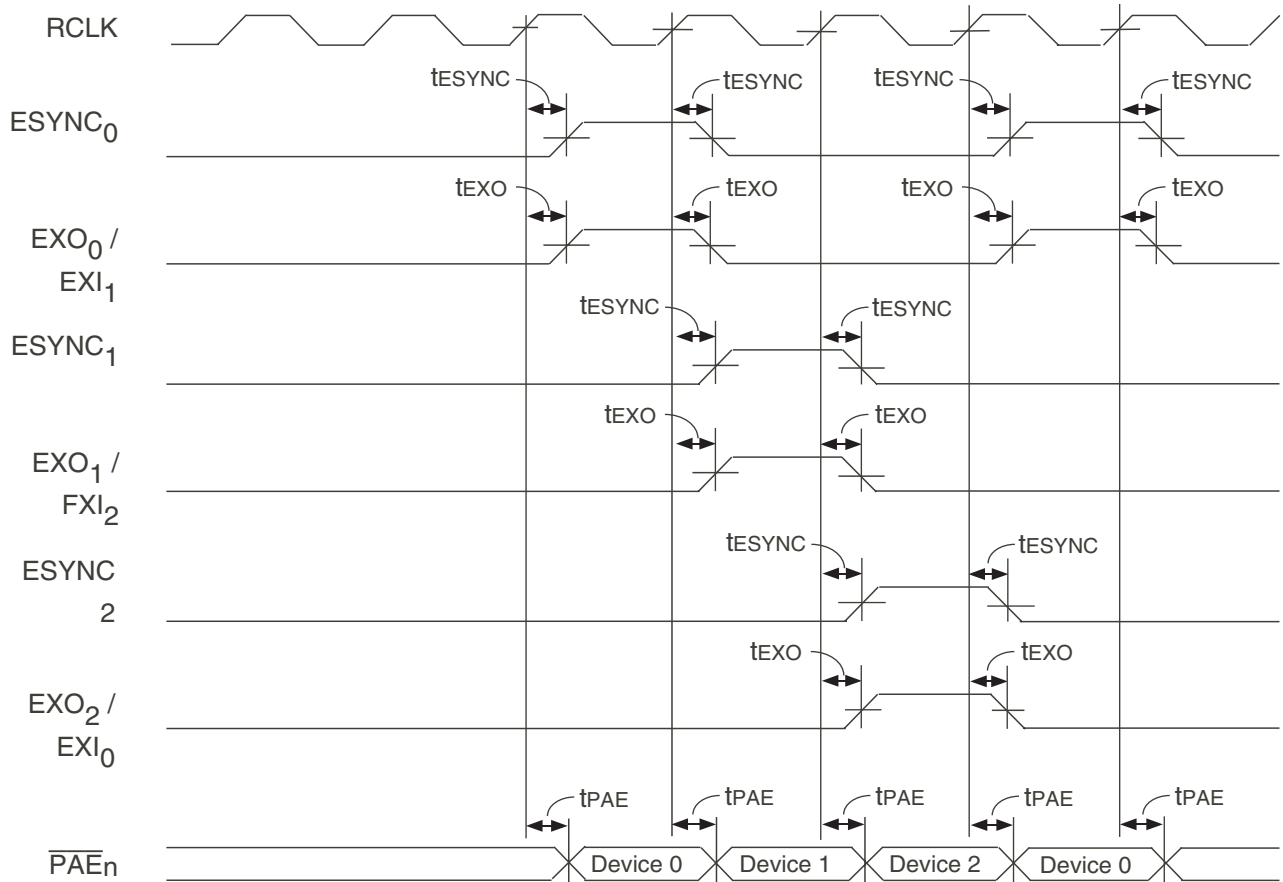 RCLK
tESYNC tESYNC tESYNC tESYNC
ESYNC0
tEXO tEXO tEXO tEXO
EXO0 /
EXI1
tESYNC tESYNC
ESYNC1
tEXO tEXO
EXO1 /
FXI2
tESYNC tESYNC
ESYNC
2
tEXO tEXO
EXO2 /
EXI0
tPAE tPAE tPAE tPAE tPAE
PAEn Device 0 Device 1 Device 2 Device 0